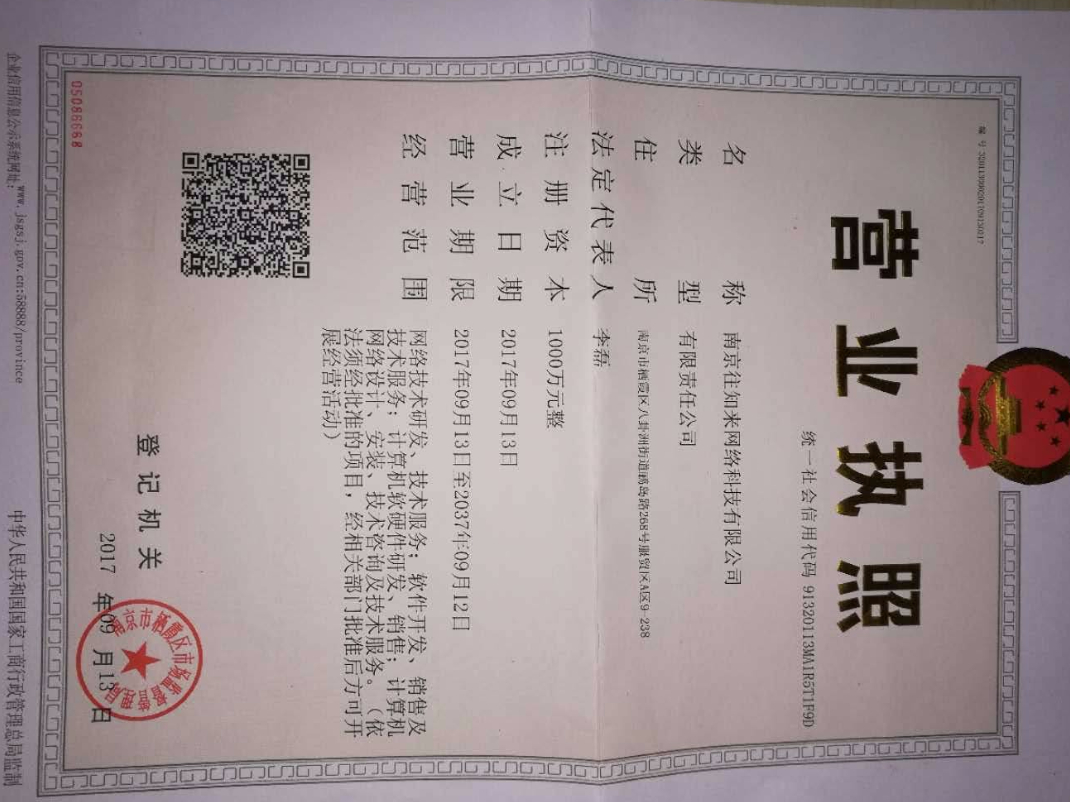 营业执照
统一社会信用代码 91320113MA1R5T1F9D
名称 南京往知来网络科技有限公司
类型 有限责任公司
住所 南京市栖霞区八卦洲街道鹂岛路268号服贸区A区9-238
法定代表人 李磊
注册资本 1000万元整
成立日期 2017年09月13日
营业期限 2017年09月13日至2037年09月12日
经营范围 网络技术研发、技术服务；软件开发、销售及
技术服务；计算机软硬件研发、销售；计算机
网络设计、安装、技术咨询及技术服务。（依
法须经批准的项目，经相关部门批准后方可开
展经营活动）
登记机关
2017 年09 月13 日
南京市栖霞区市场监督管理局
05086668
企业信用信息公示系统网址：www.jsgsj.gov.cn:58888/province
中华人民共和国国家工商行政管理总局监制